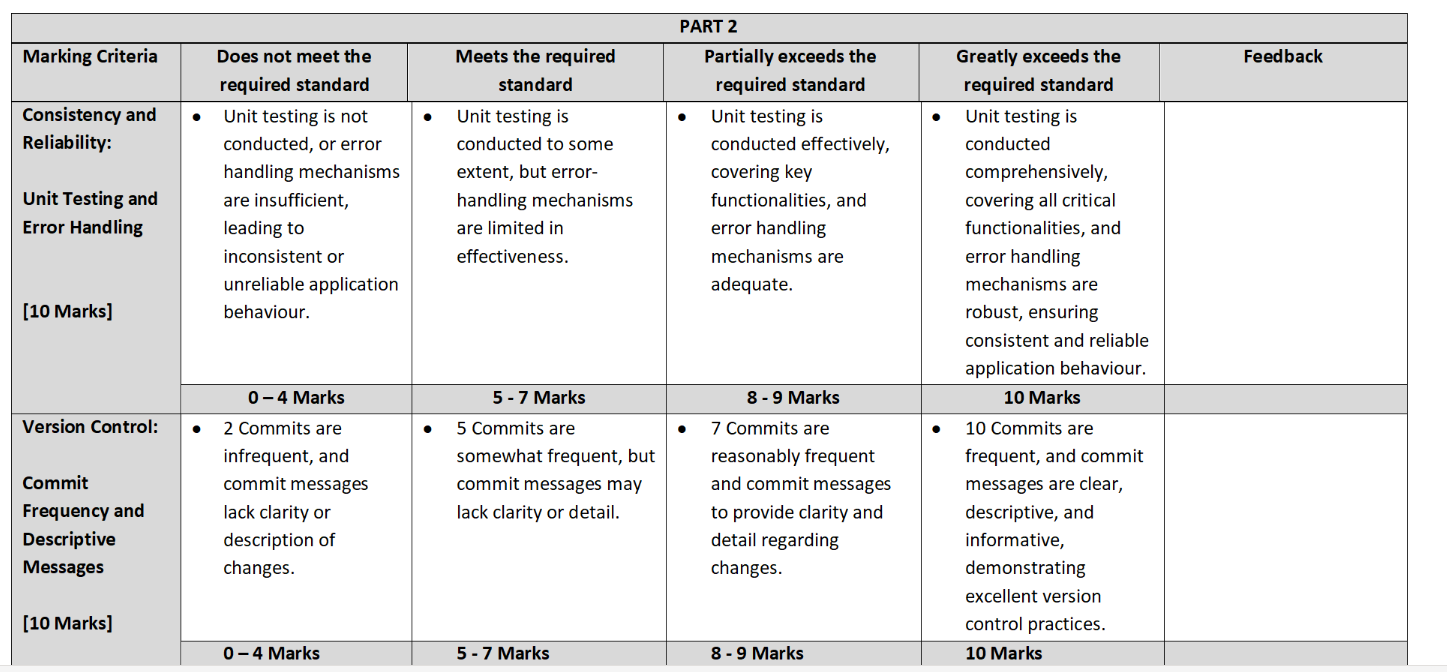 PART 2
Marking Criteria
Does not meet the
required standard
Meets the required
standard
Partially exceeds the
required standard
Greatly exceeds the
required standard
Feedback
Consistency and
Reliability:
Unit Testing and
Error Handling
[10 Marks]
● Unit testing is not
conducted, or error
handling mechanisms
are insufficient,
leading to
inconsistent or
unreliable application
behaviour.
● Unit testing is
conducted to some
extent, but error-
handling mechanisms
are limited in
effectiveness.
● Unit testing is
conducted effectively,
covering key
functionalities, and
error handling
mechanisms are
adequate.
● Unit testing is
conducted
comprehensively,
covering all critical
functionalities, and
error handling
mechanisms are
robust, ensuring
consistent and reliable
application behaviour.
0 – 4 Marks
5 - 7 Marks
8 - 9 Marks
10 Marks
Version Control:
Commit
Frequency and
Descriptive
Messages
[10 Marks]
● 2 Commits are
infrequent, and
commit messages
lack clarity or
description of
changes.
● 5 Commits are
somewhat frequent, but
commit messages may
lack clarity or detail.
● 7 Commits are
reasonably frequent
and commit messages
to provide clarity and
detail regarding
changes.
● 10 Commits are
frequent, and commit
messages are clear,
descriptive, and
informative,
demonstrating
excellent version
control practices.
0 – 4 Marks
5 - 7 Marks
8 - 9 Marks
10 Marks